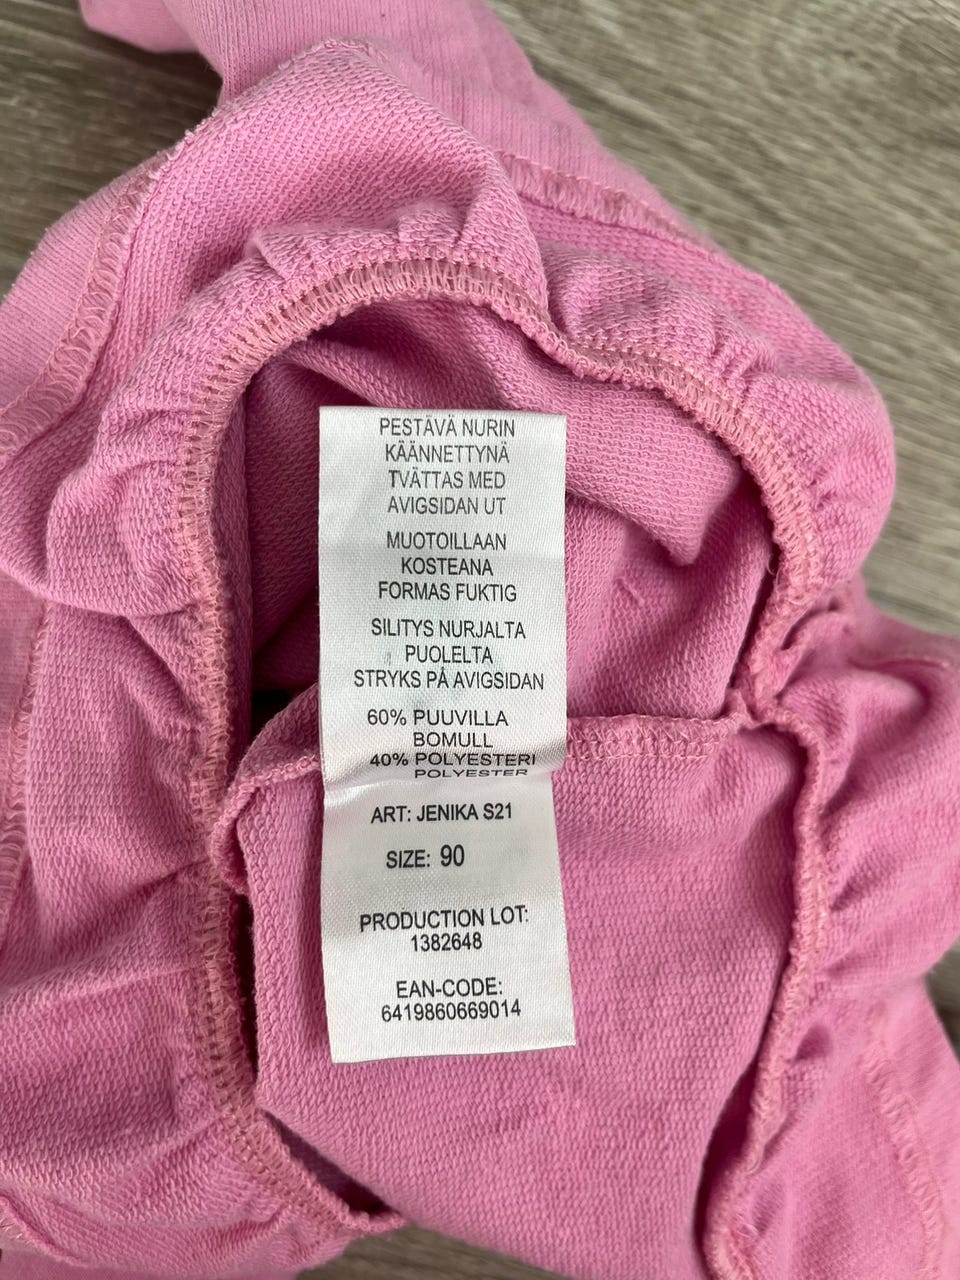 PESTÄVÄ NURIN
KÄÄNNETTYNÄ
TVÄTTAS MED
AVIGSIDAN UT
MUOTOILLAAN
KOSTEANA
FORMAS FUKTIG
SILITYS NURJALTA
PUOLELTA
STRYKS PÅ AVIGSIDAN
60% PUUVILLA
BOMULL
40% POLYESTERI
POLYESTER
ART: JENIKA S21
SIZE: 90
PRODUCTION LOT:
1382648
EAN-CODE:
6419860669014